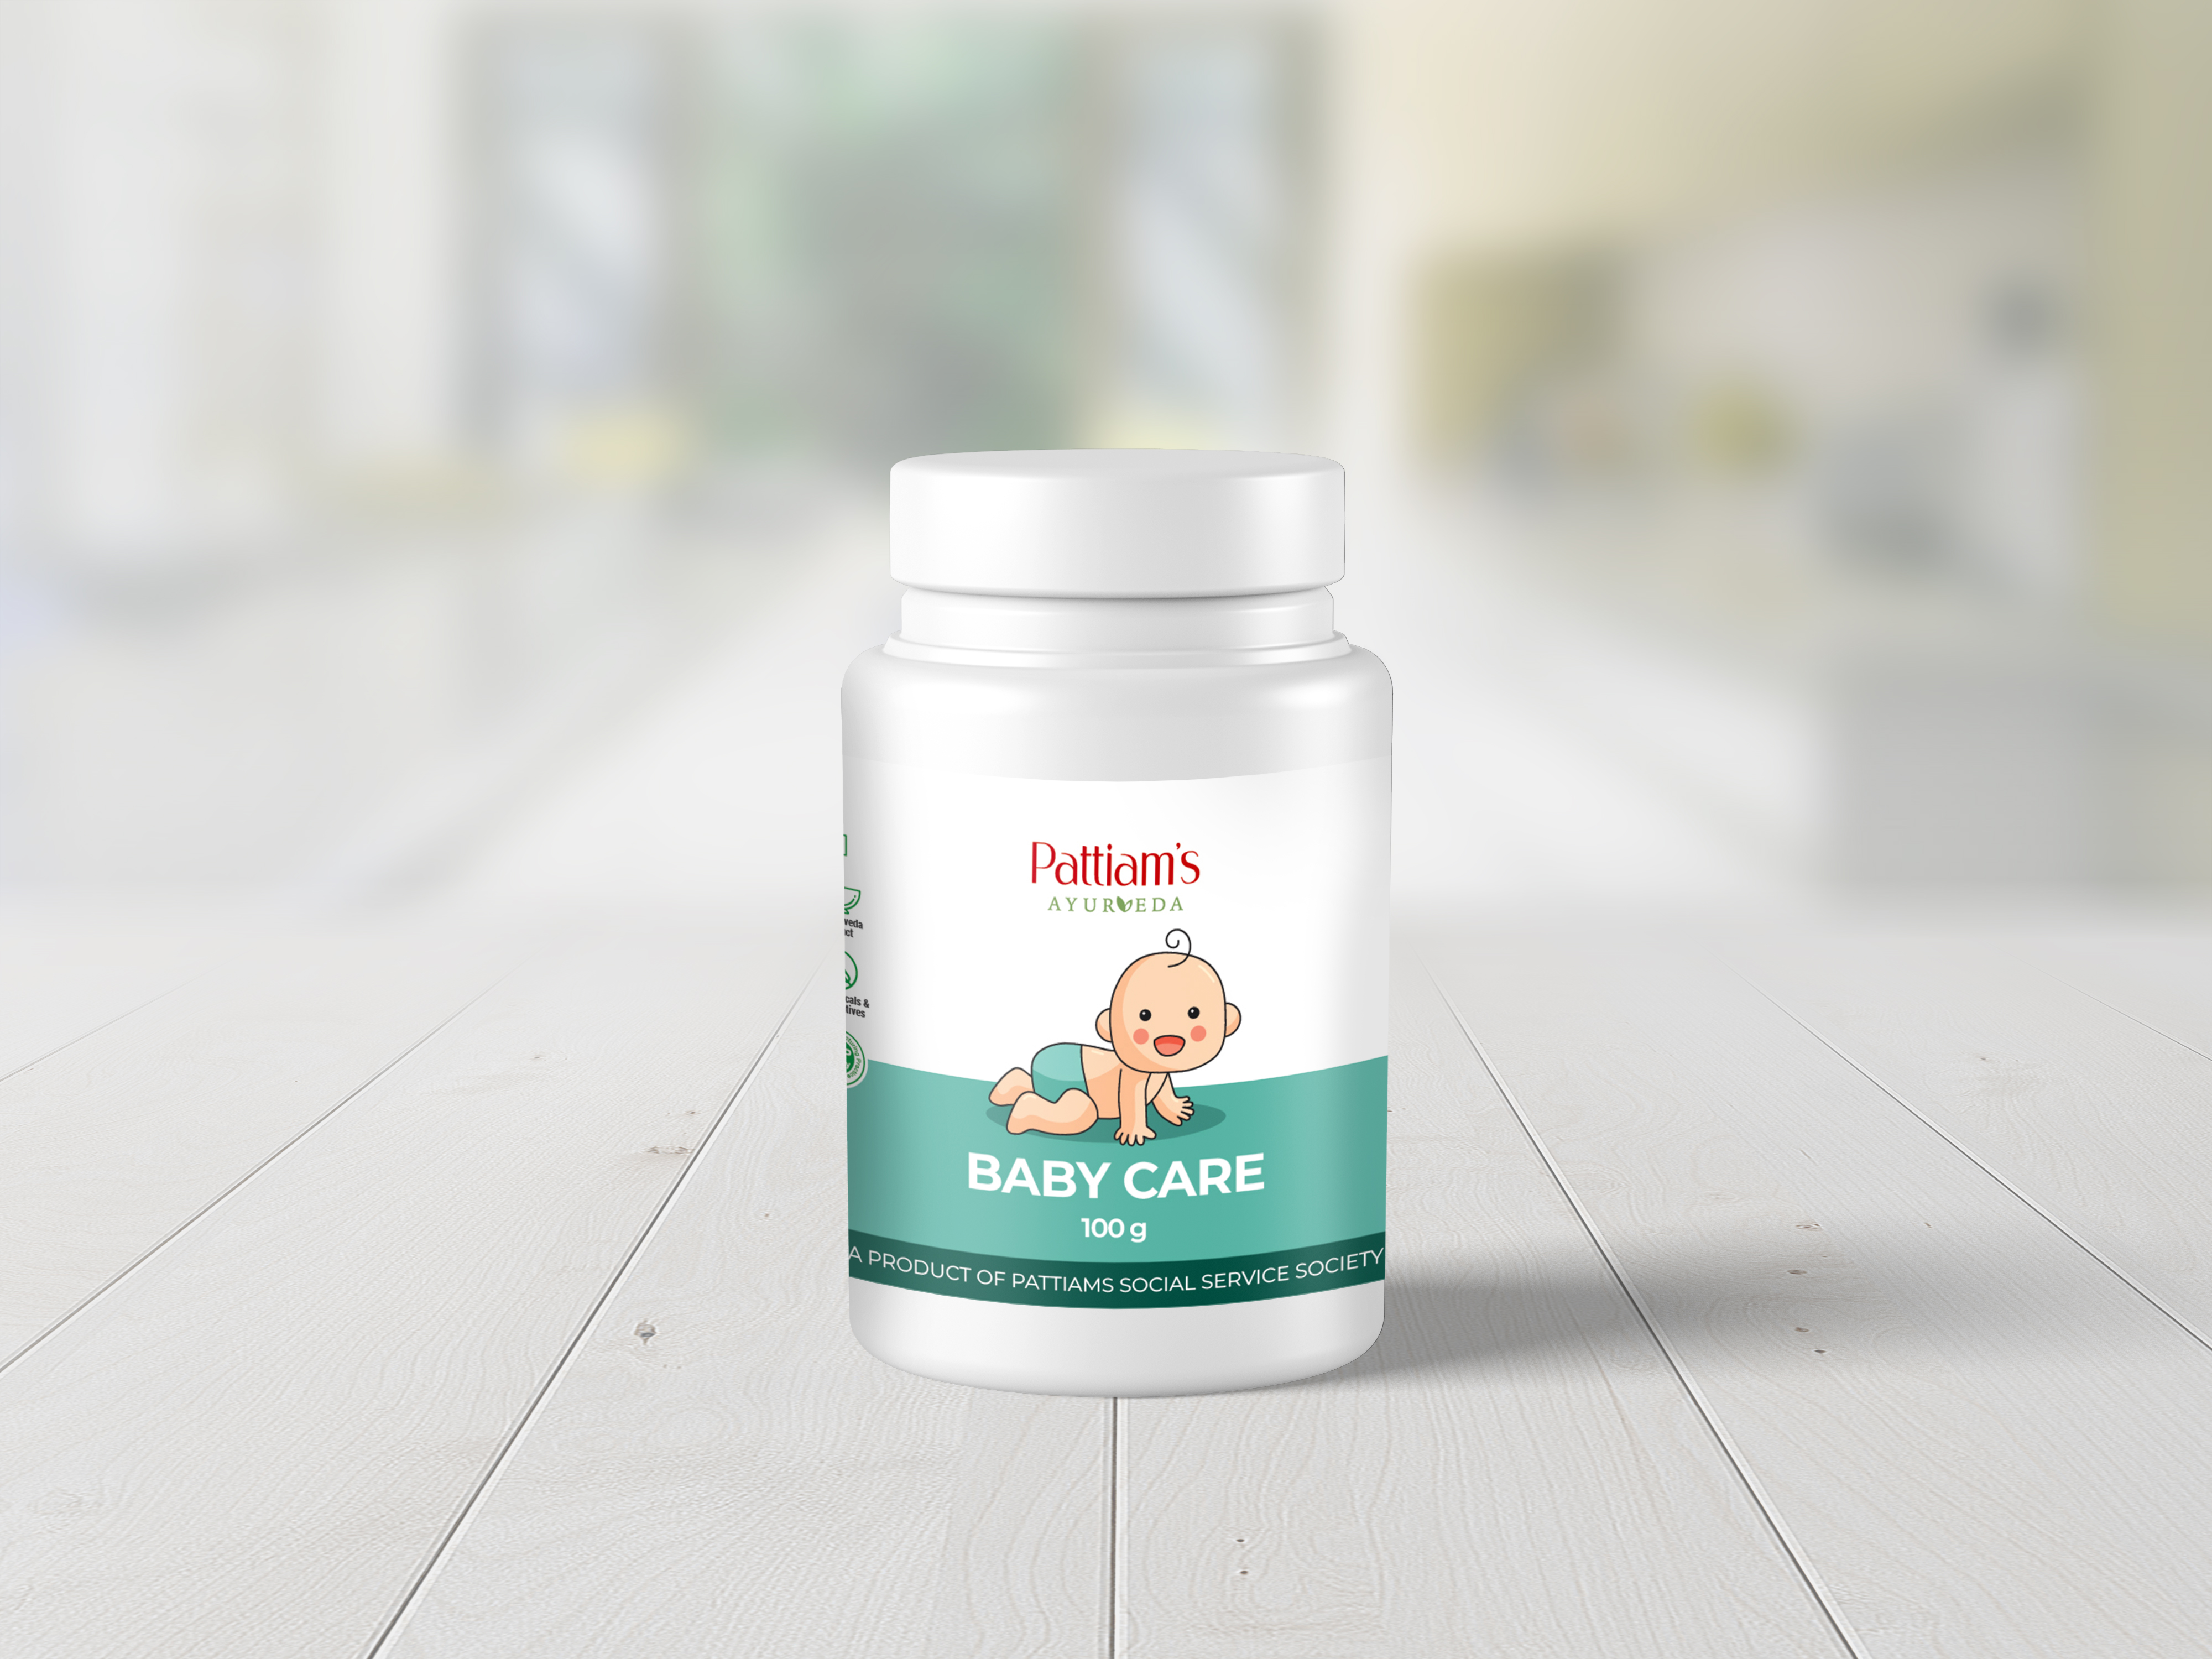 Pattiam's
AYURVEDA
BABY CARE
100 g
A PRODUCT OF PATTIAMS SOCIAL SERVICE SOCIETY